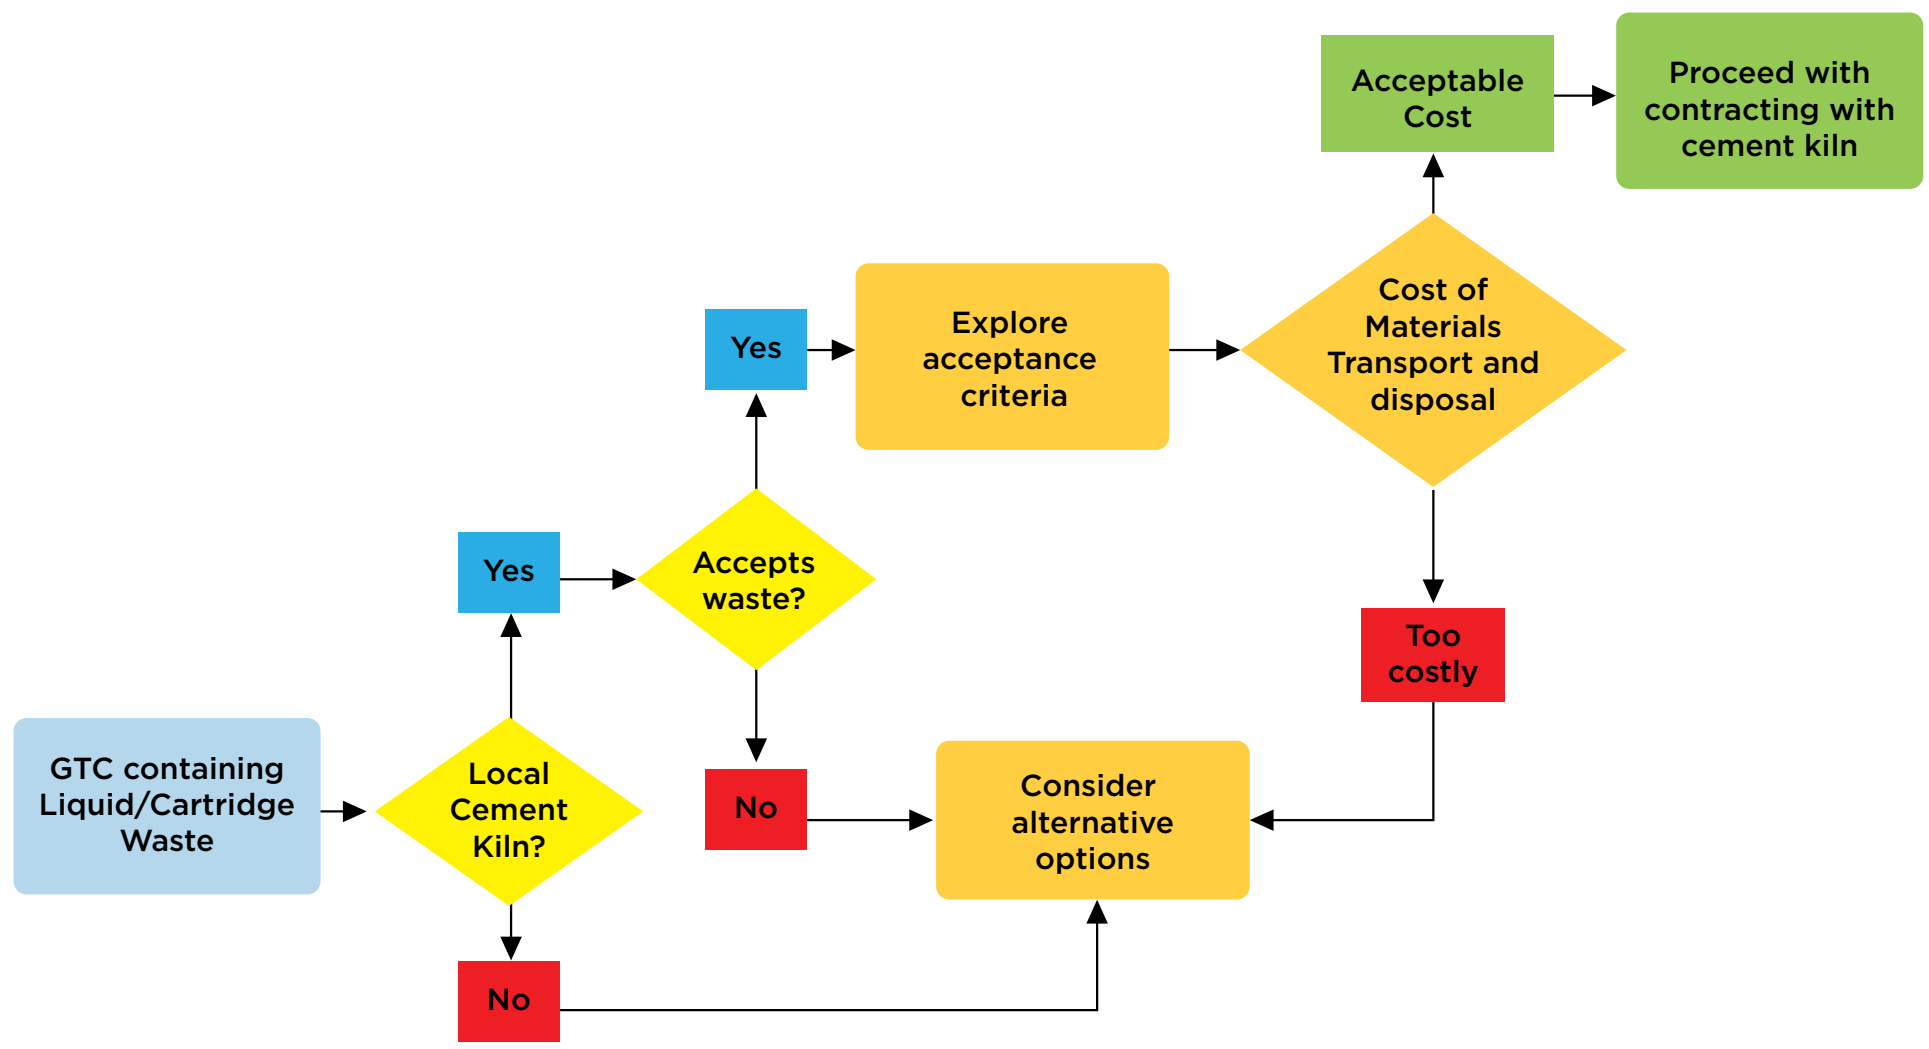 GTC containing
Liquid/Cartridge
Waste
Local
Cement
Kiln?
Yes
No
Accepts
waste?
Yes
No
Explore
acceptance
criteria
Cost of
Materials
Transport and
disposal
Acceptable
Cost
Proceed with
contracting with
cement kiln
Too
costly
Consider
alternative
options